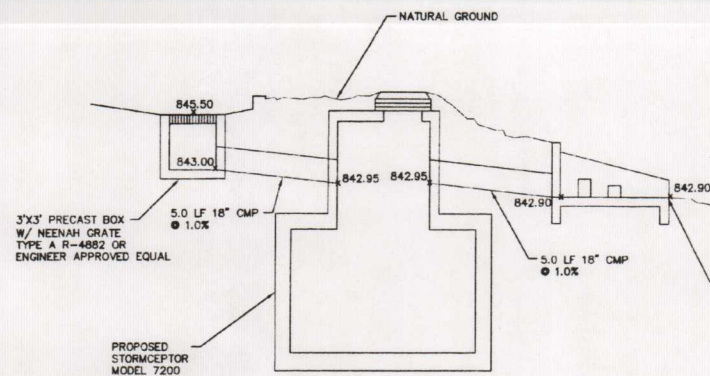 NATURAL GROUND
845.50
843.00
842.95
842.95
842.90
842.90
3'X3' PRECAST BOX
W/ NEENAH GRATE
TYPE A R-4882 OR
ENGINEER APPROVED EQUAL
5.0 LF 18" CMP
@ 1.0%
5.0 LF 18" CMP
@ 1.0%
PROPOSED
STORMCEPTOR
MODEL 7200